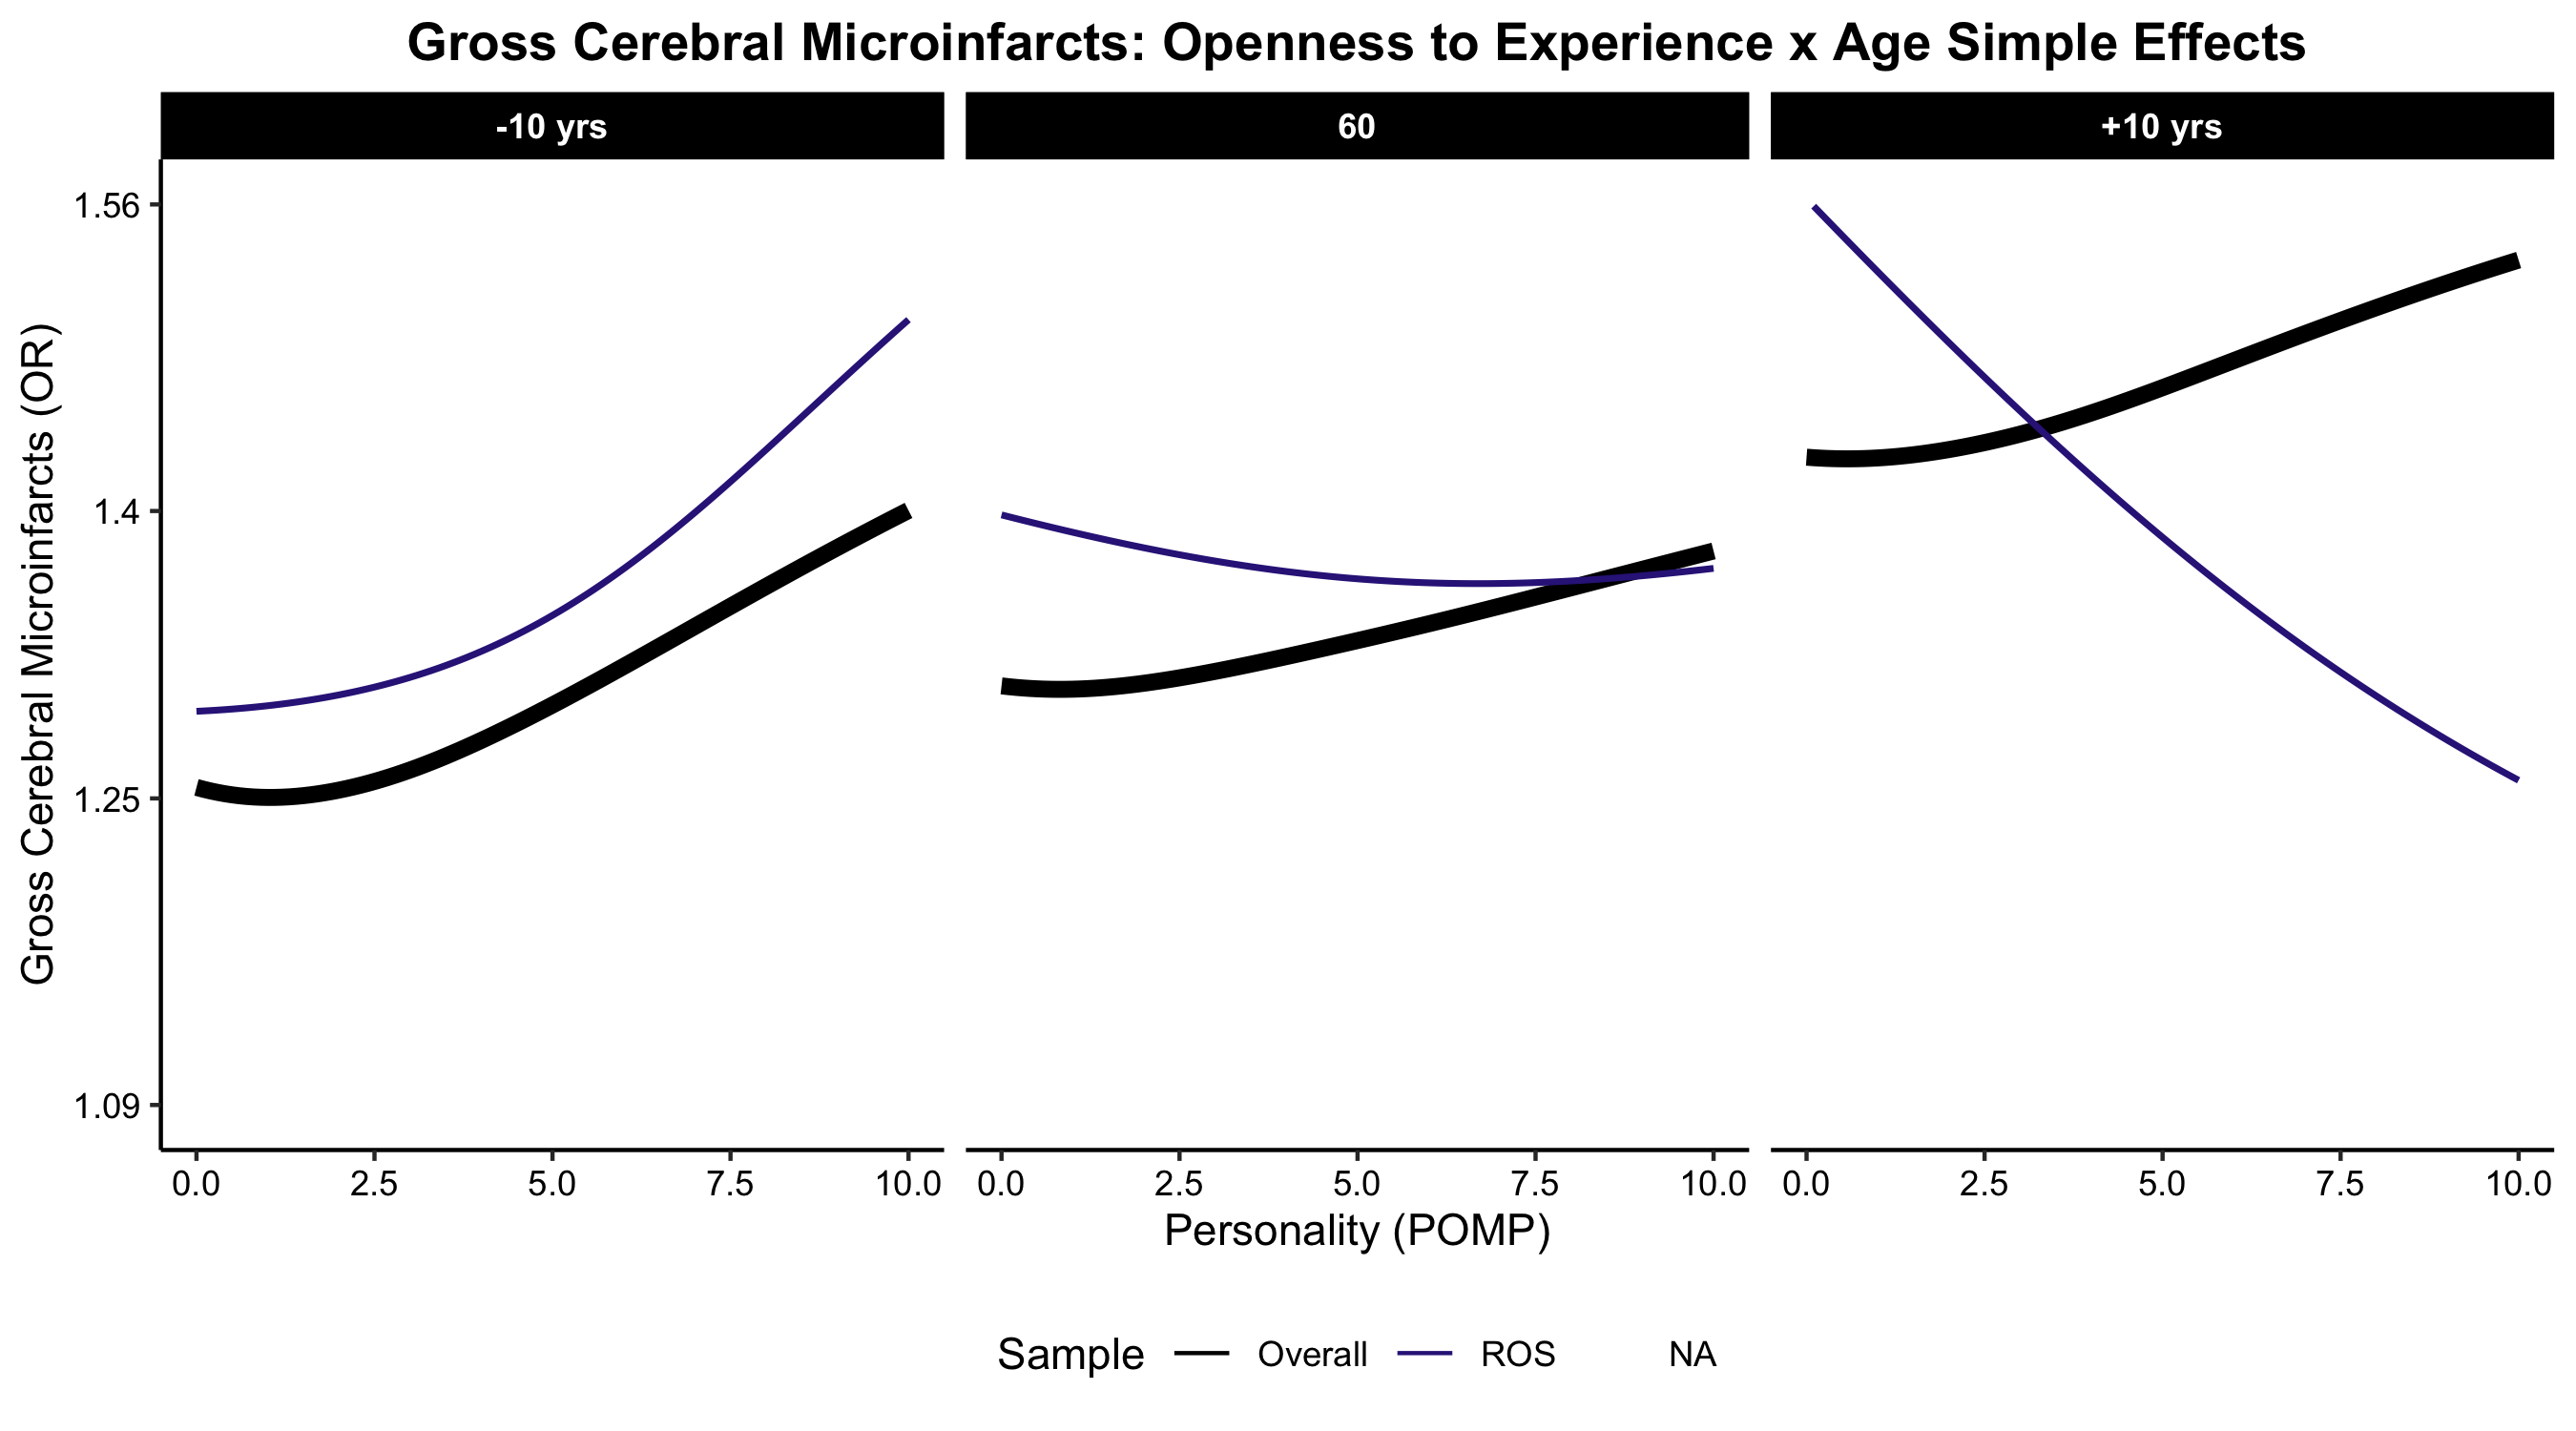 Gross Cerebral Microinfarcts: Openness to Experience x Age Simple Effects
-10 yrs 60 +10 yrs
Gross Cerebral Microinfarcts (OR)
1.56
1.4
1.25
1.09
0.0 2.5 5.0 7.5 10.0 0.0 2.5 5.0 7.5 10.0 0.0 2.5 5.0 7.5 10.0
Personality (POMP)
Sample Overall ROS NA